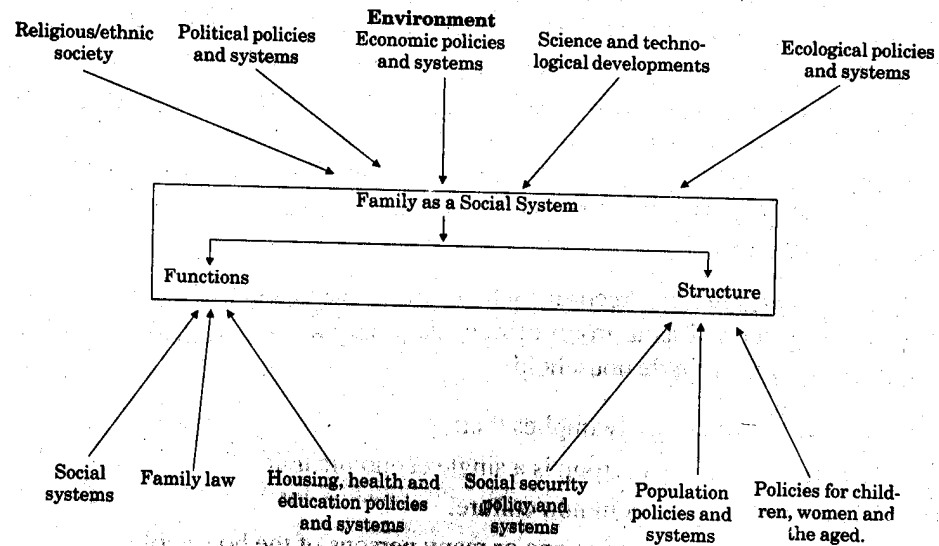 Environment
Religious/ethnic
society
Political policies
and systems
Economic policies
and systems
Science and techno-
logical developments
Ecological policies
and systems
Family as a Social System
Functions
Structure
Social
systems
Family law
Housing, health and
education policies
and systems
Social security
policy and
systems
Population
policies and
systems
Policies for child-
ren, women and
the aged.